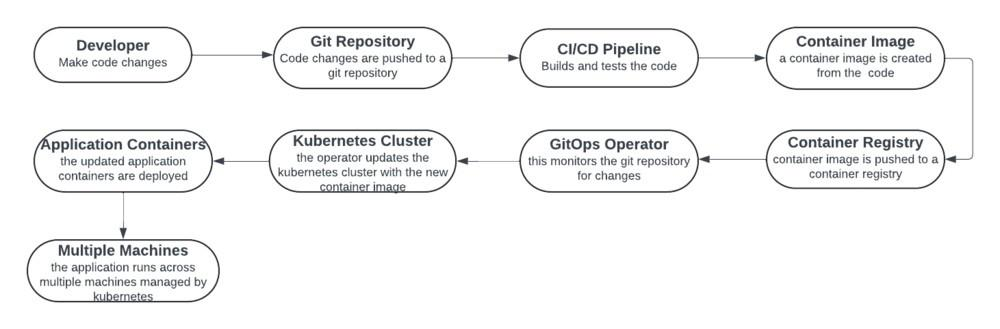 Developer
Make code changes
Git Repository
Code changes are pushed to a
git repository
CI/CD Pipeline
Builds and tests the code
Container Image
a container image is created
from the code
Application Containers
the updated application
containers are deployed
Kubernetes Cluster
the operator updates the
kubernetes cluster with the new
container image
GitOps Operator
this monitors the git repository
for changes
Container Registry
container image is pushed to a
container registry
Multiple Machines
the application runs across
multiple machines managed by
kubernetes